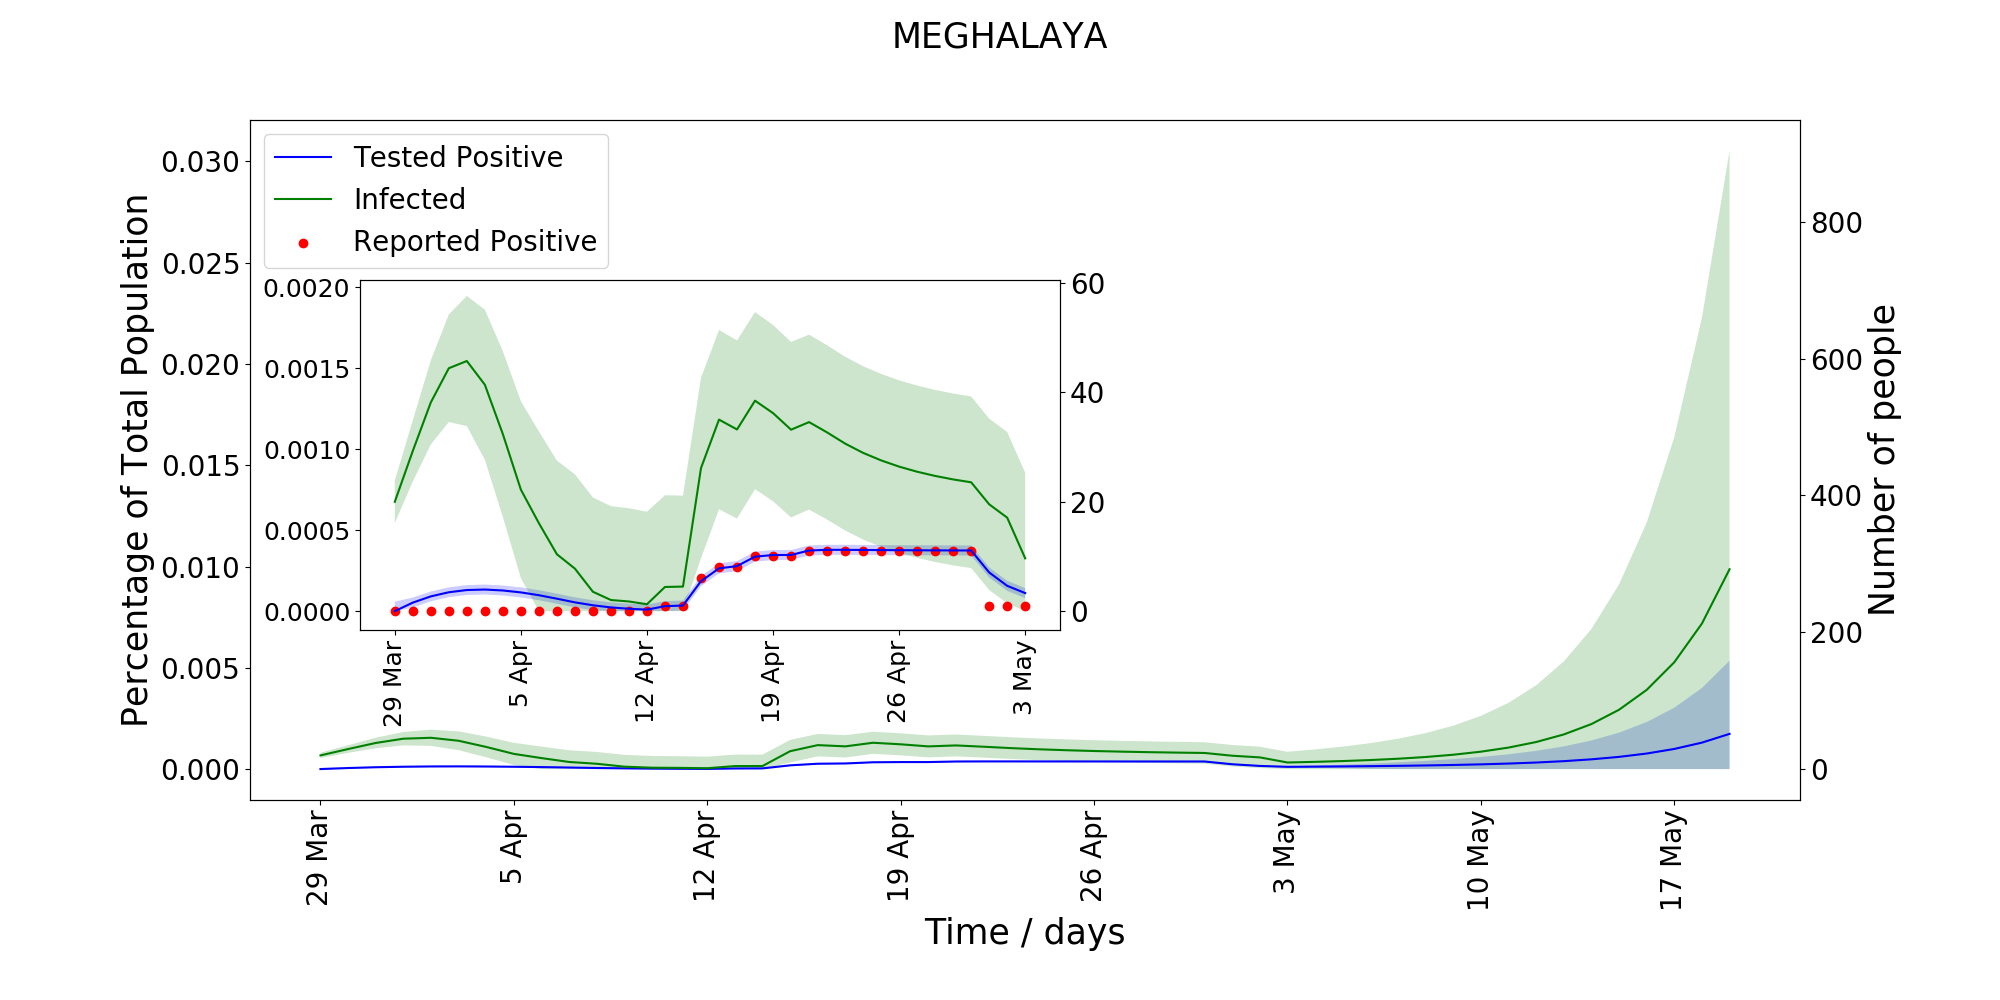 MEGHALAYA
Tested Positive
Infected
Reported Positive
Percentage of Total Population
0.030
0.025
0.020
0.015
0.010
0.005
0.000
0.0020
0.0015
0.0010
0.0005
0.0000
60
40
20
0
29 Mar
5 Apr
12 Apr
19 Apr
26 Apr
3 May
800
600
400
200
0
Number of people
29 Mar
5 Apr
12 Apr
19 Apr
26 Apr
3 May
10 May
17 May
Time / days